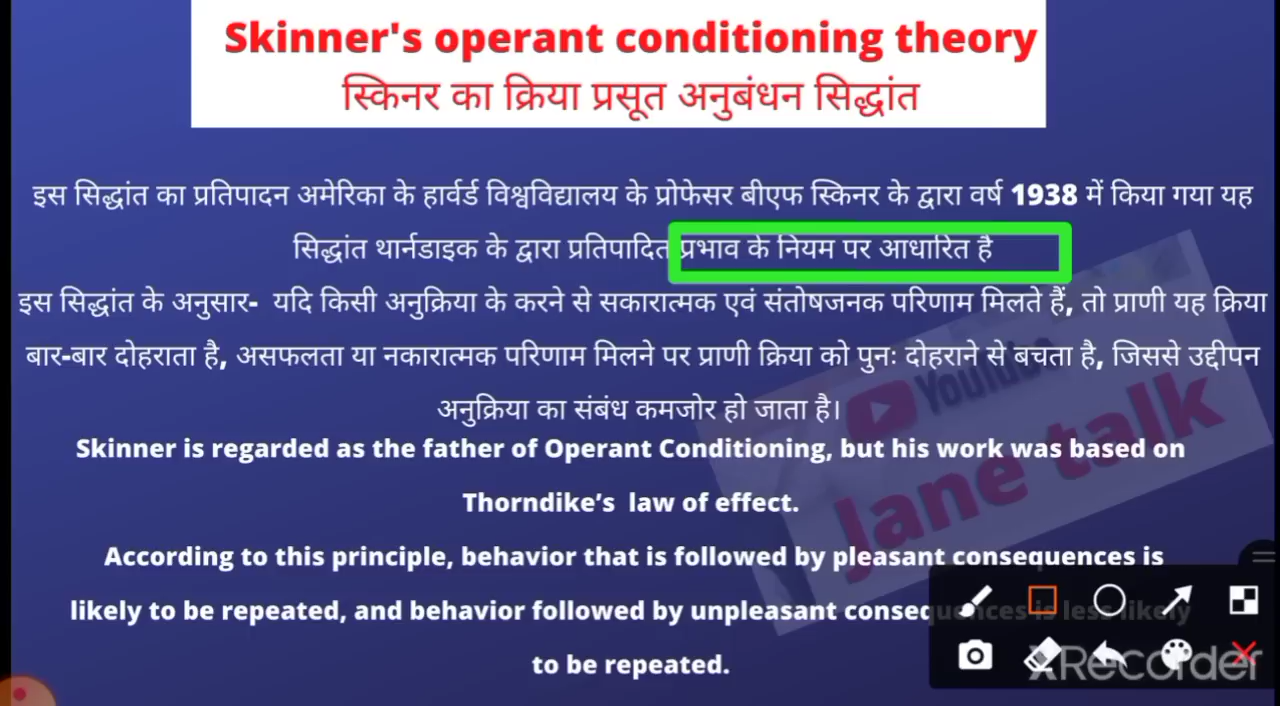 Skinner's operant conditioning theory
स्किनर का क्रिया प्रसूत अनुबंधन सिद्धांत
इस सिद्धांत का प्रतिपादन अमेरिका के हार्वर्ड विश्वविद्यालय के प्रोफेसर बीएफ स्किनर के द्वारा वर्ष 1938 में किया गया यह
सिद्धांत थार्नडाइक के द्वारा प्रतिपादित प्रभाव के नियम पर आधारित है
इस सिद्धांत के अनुसार- यदि किसी अनुक्रिया के करने से सकारात्मक एवं संतोषजनक परिणाम मिलते हैं, तो प्राणी यह क्रिया
बार-बार दोहराता है, असफलता या नकारात्मक परिणाम मिलने पर प्राणी क्रिया को पुनः दोहराने से बचता है, जिससे उद्दीपन
अनुक्रिया का संबंध कमजोर हो जाता है।
Skinner is regarded as the father of Operant Conditioning, but his work was based on
Thorndike’s law of effect.
According to this principle, behavior that is followed by pleasant consequences is
likely to be repeated, and behavior followed by unpleasant consequences is less likely
to be repeated.
YouTube
Jane talk
XRecorder